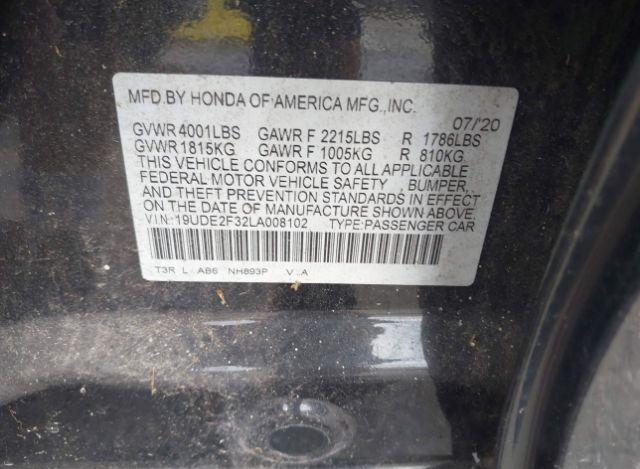 MFD.BY HONDA OF AMERICA MFG.,INC.
07/'20
GVWR 4001LBS GAWR F 2215LBS R 1786LBS
GVWR 1815KG GAWR F 1005KG R 810KG
THIS VEHICLE CONFORMS TO ALL APPLICABLE
FEDERAL MOTOR VEHICLE SAFETY BUMPER,
AND THEFT PREVENTION STANDARDS IN EFFECT
ON THE DATE OF MANUFACTURE SHOWN ABOVE.
V.I.N: 19UDE2F32LA008102 TYPE:PASSENGER CAR
T3R L AB6 NH893P V..A